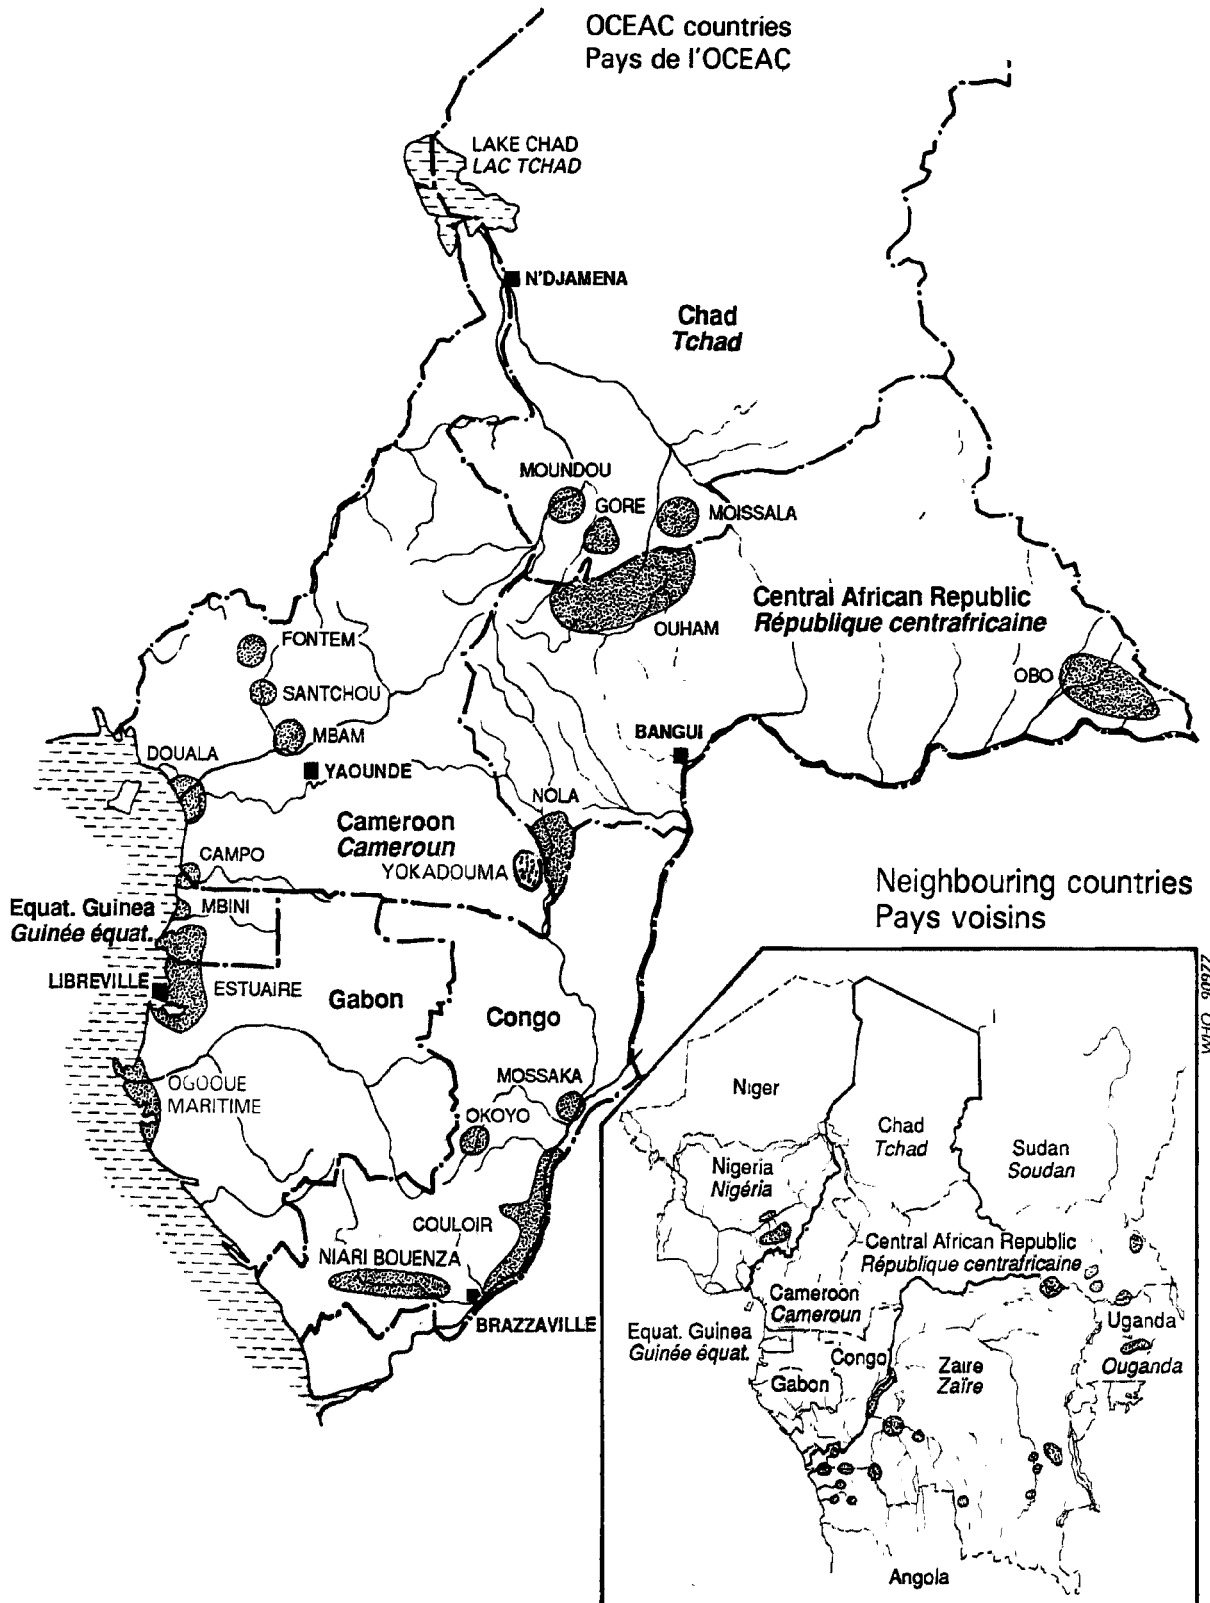 OCEAC countries
Pays de l'OCEAC
LAKE CHAD
LAC TCHAD
N'DJAMENA
Chad
Tchad
MOUNDOU
GORE
MOISSALA
Central African Republic
République centrafricaine
OUHAM
OBO
FONTEM
SANTCHOU
MBAM
BANGUI
DOUALA
YAOUNDE
NOLA
Cameroon
Cameroun
YOKADOUMA
CAMPO
Equat. Guinea
Guinée équat.
MBINI
LIBREVILLE
ESTUAIRE
Gabon
Congo
MOSSAKA
OGOOUE
MARITIME
OKOYO
COULOIR
NIARI BOUENZA
BRAZZAVILLE
Neighbouring countries
Pays voisins
WHO 90922
Niger
Chad
Tchad
Sudan
Soudan
Nigeria
Nigéria
Central African Republic
République centrafricaine
Cameroon
Cameroun
Uganda
Ouganda
Equat. Guinea
Guinée équat.
Congo
Zaire
Zaïre
Gabon
Angola